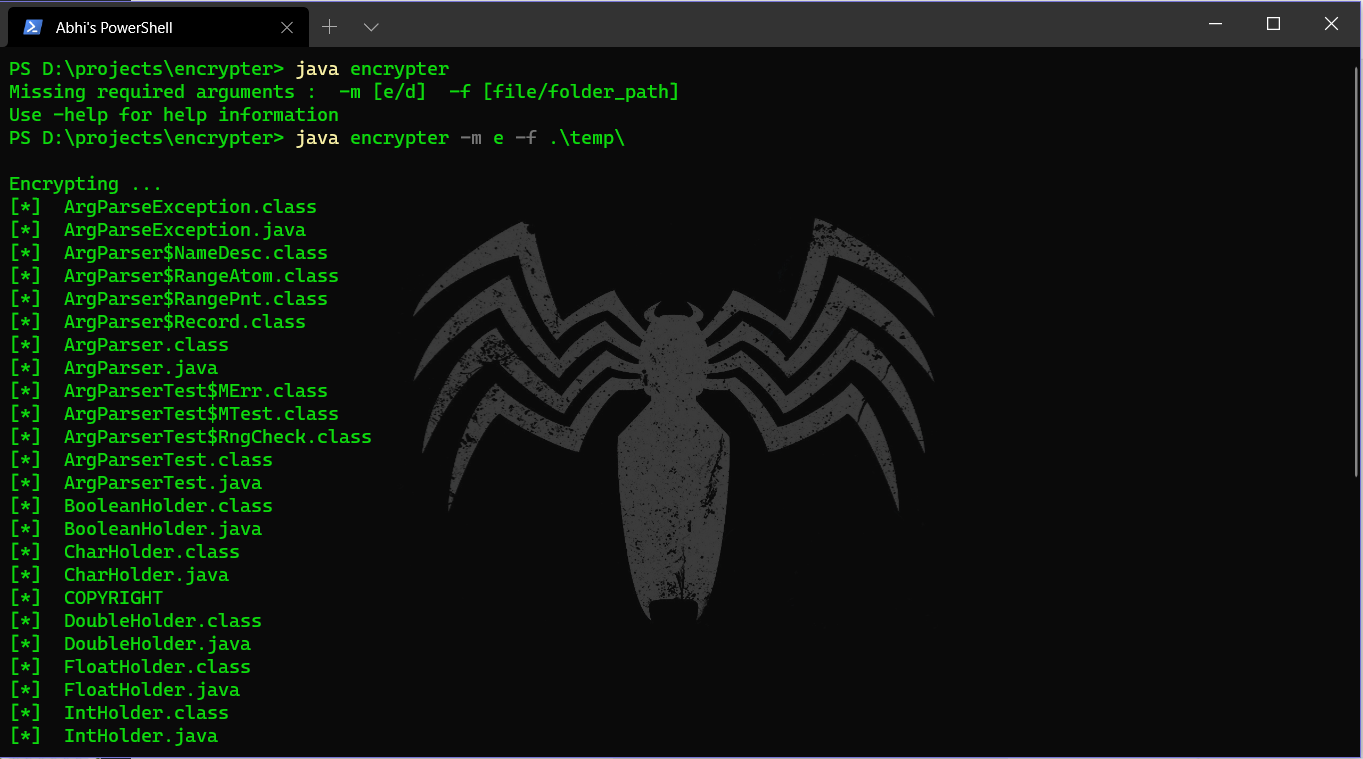 Abhi's PowerShell
PS D:\projects\encrypter> java encrypter
Missing required arguments :  -m [e/d]  -f [file/folder_path]
Use -help for help information
PS D:\projects\encrypter> java encrypter -m e -f .\temp\
Encrypting ...
[*]  ArgParseException.class
[*]  ArgParseException.java
[*]  ArgParser$NameDesc.class
[*]  ArgParser$RangeAtom.class
[*]  ArgParser$RangePnt.class
[*]  ArgParser$Record.class
[*]  ArgParser.class
[*]  ArgParser.java
[*]  ArgParserTest$MErr.class
[*]  ArgParserTest$MTest.class
[*]  ArgParserTest$RngCheck.class
[*]  ArgParserTest.class
[*]  ArgParserTest.java
[*]  BooleanHolder.class
[*]  BooleanHolder.java
[*]  CharHolder.class
[*]  CharHolder.java
[*]  COPYRIGHT
[*]  DoubleHolder.class
[*]  DoubleHolder.java
[*]  FloatHolder.class
[*]  FloatHolder.java
[*]  IntHolder.class
[*]  IntHolder.java